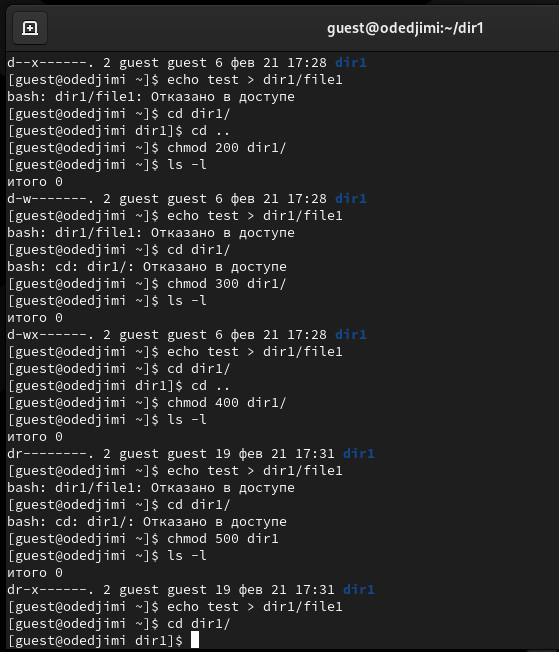 guest@odedjimi:~/dir1
d--x------. 2 guest guest 6 фев 21 17:28 dir1
[guest@odedjimi ~]$ echo test > dir1/file1
bash: dir1/file1: Отказано в доступе
[guest@odedjimi ~]$ cd dir1/
[guest@odedjimi dir1]$ cd ..
[guest@odedjimi ~]$ chmod 200 dir1/
[guest@odedjimi ~]$ ls -l
итого 0
d-w-------. 2 guest guest 6 фев 21 17:28 dir1
[guest@odedjimi ~]$ echo test > dir1/file1
bash: dir1/file1: Отказано в доступе
[guest@odedjimi ~]$ cd dir1/
bash: cd: dir1/: Отказано в доступе
[guest@odedjimi ~]$ chmod 300 dir1/
[guest@odedjimi ~]$ ls -l
итого 0
d-wx------. 2 guest guest 6 фев 21 17:28 dir1
[guest@odedjimi ~]$ echo test > dir1/file1
[guest@odedjimi ~]$ cd dir1/
[guest@odedjimi dir1]$ cd ..
[guest@odedjimi ~]$ chmod 400 dir1/
[guest@odedjimi ~]$ ls -l
итого 0
dr--------. 2 guest guest 19 фев 21 17:31 dir1
[guest@odedjimi ~]$ echo test > dir1/file1
bash: dir1/file1: Отказано в доступе
[guest@odedjimi ~]$ cd dir1/
bash: cd: dir1/: Отказано в доступе
[guest@odedjimi ~]$ chmod 500 dir1
[guest@odedjimi ~]$ ls -l
итого 0
dr-x------. 2 guest guest 19 фев 21 17:31 dir1
[guest@odedjimi ~]$ echo test > dir1/file1
[guest@odedjimi ~]$ cd dir1/
[guest@odedjimi dir1]$